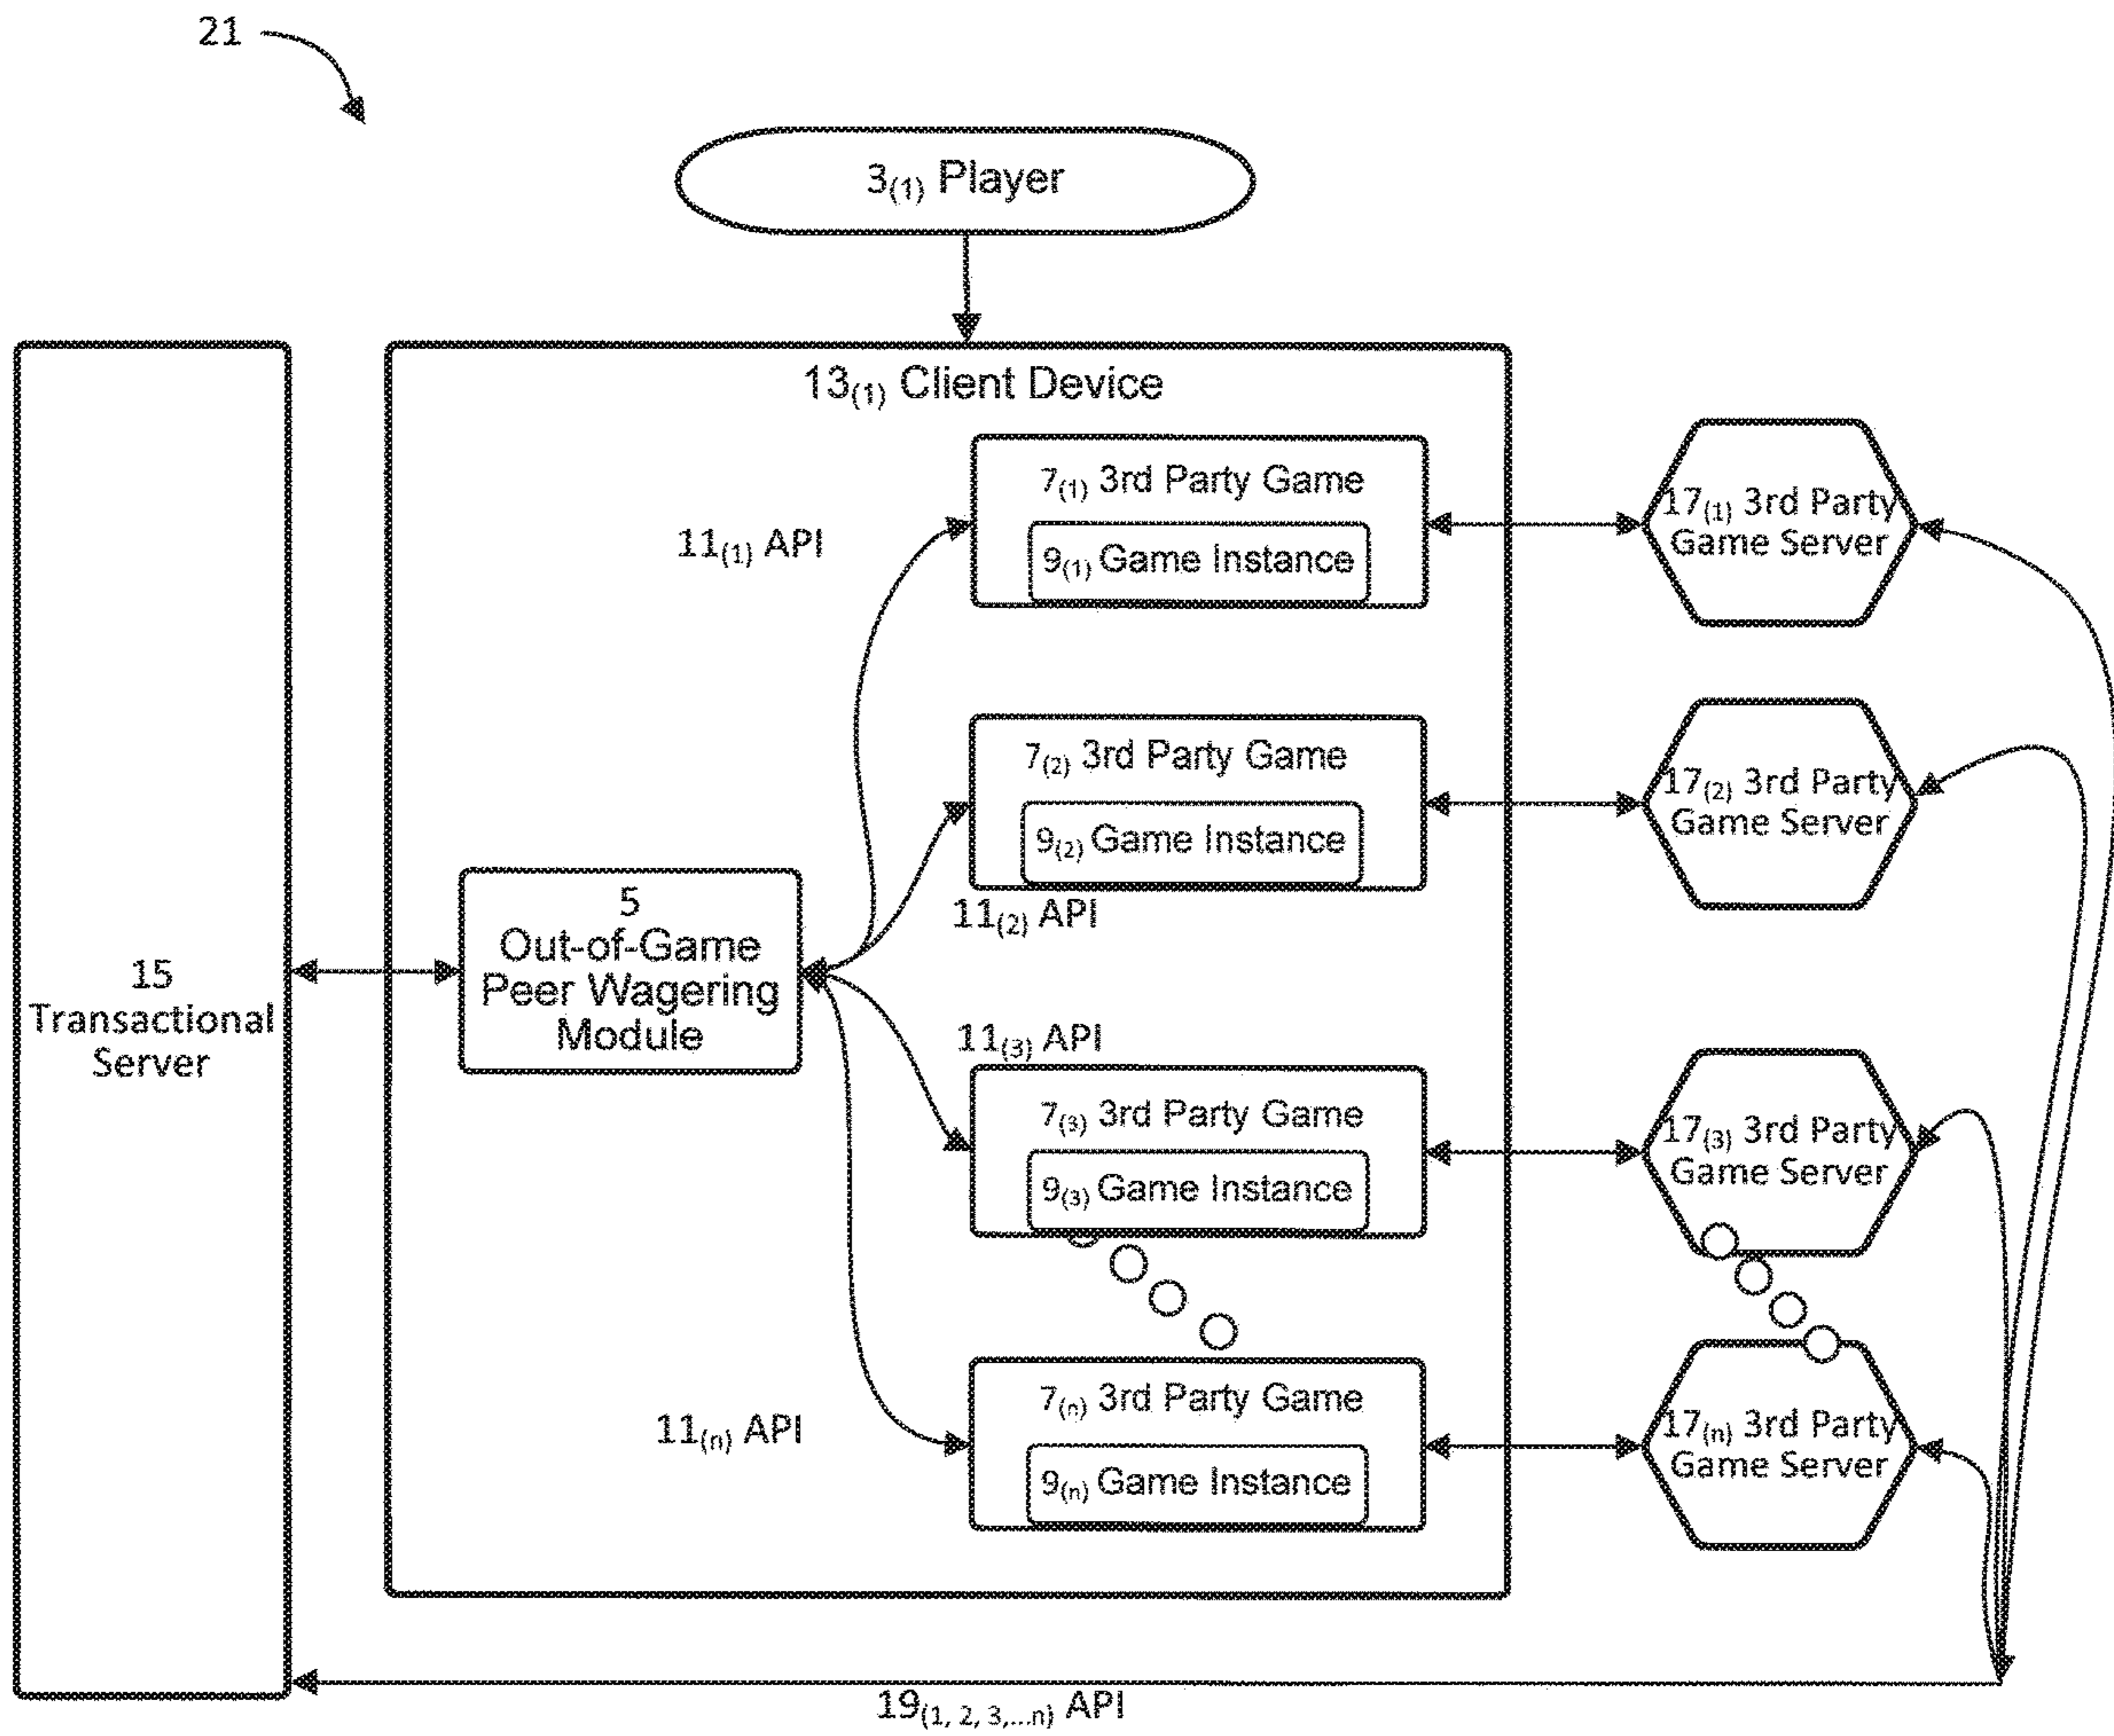 21
3(1) Player
13(1) Client Device
7(1) 3rd Party Game
9(1) Game Instance
11(1) API
17(1) 3rd Party
Game Server
7(2) 3rd Party Game
9(2) Game Instance
11(2) API
17(2) 3rd Party
Game Server
5
Out-of-Game
Peer Wagering
Module
15
Transactional
Server
11(3) API
7(3) 3rd Party Game
9(3) Game Instance
17(3) 3rd Party
Game Server
7(n) 3rd Party Game
9(n) Game Instance
11(n) API
17(n) 3rd Party
Game Server
19(1, 2, 3,...n) API